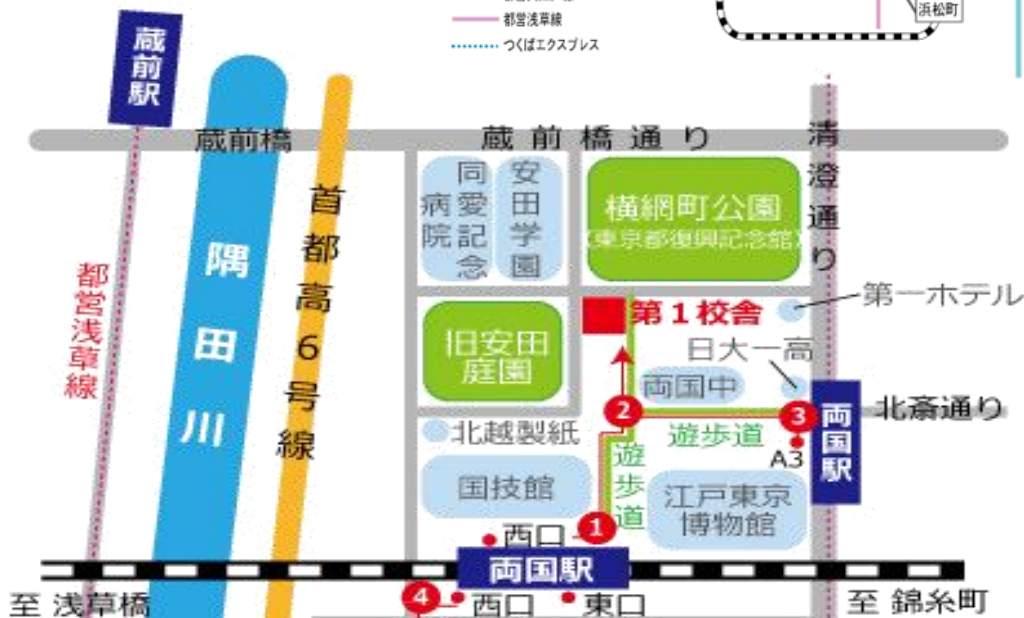 都営浅草線
つくばエクスプレス
浜松町
蔵前駅
蔵前橋
蔵前橋通り
清澄通り
同愛記念病院
安田学園
横網町公園
(東京都復興記念館)
首都高6号線
隅田川
都営浅草線
第1校舎
第一ホテル
旧安田
庭園
日大一高
両国中
2
3
両国駅
北斎通り
北越製紙
遊歩道
A3
遊歩道
国技館
江戸東京
博物館
1
西口
両国駅
至 浅草橋
4
西口
東口
至 錦糸町